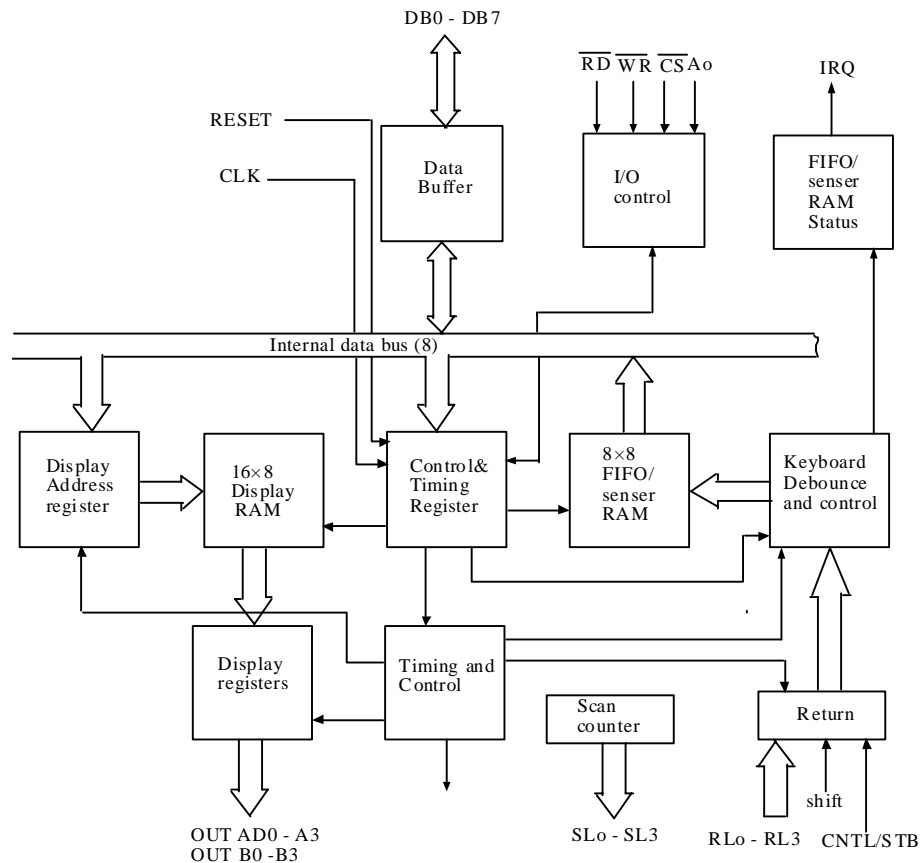 DB0 - DB7
RD WR CS Ao
IRQ
RESET
CLK
Data
Buffer
I/O
control
FIFO/
senser
RAM
Status
Internal data bus (8)
Display
Address
register
16×8
Display
RAM
Control&
Timing
Register
8×8
FIFO/
senser
RAM
Keyboard
Debounce
and control
Display
registers
Timing and
Control
Scan
counter
Return
shift
OUT AD0 - A3
OUT B0 -B3
SLo - SL3
RLo - RL3
CNTL/STB